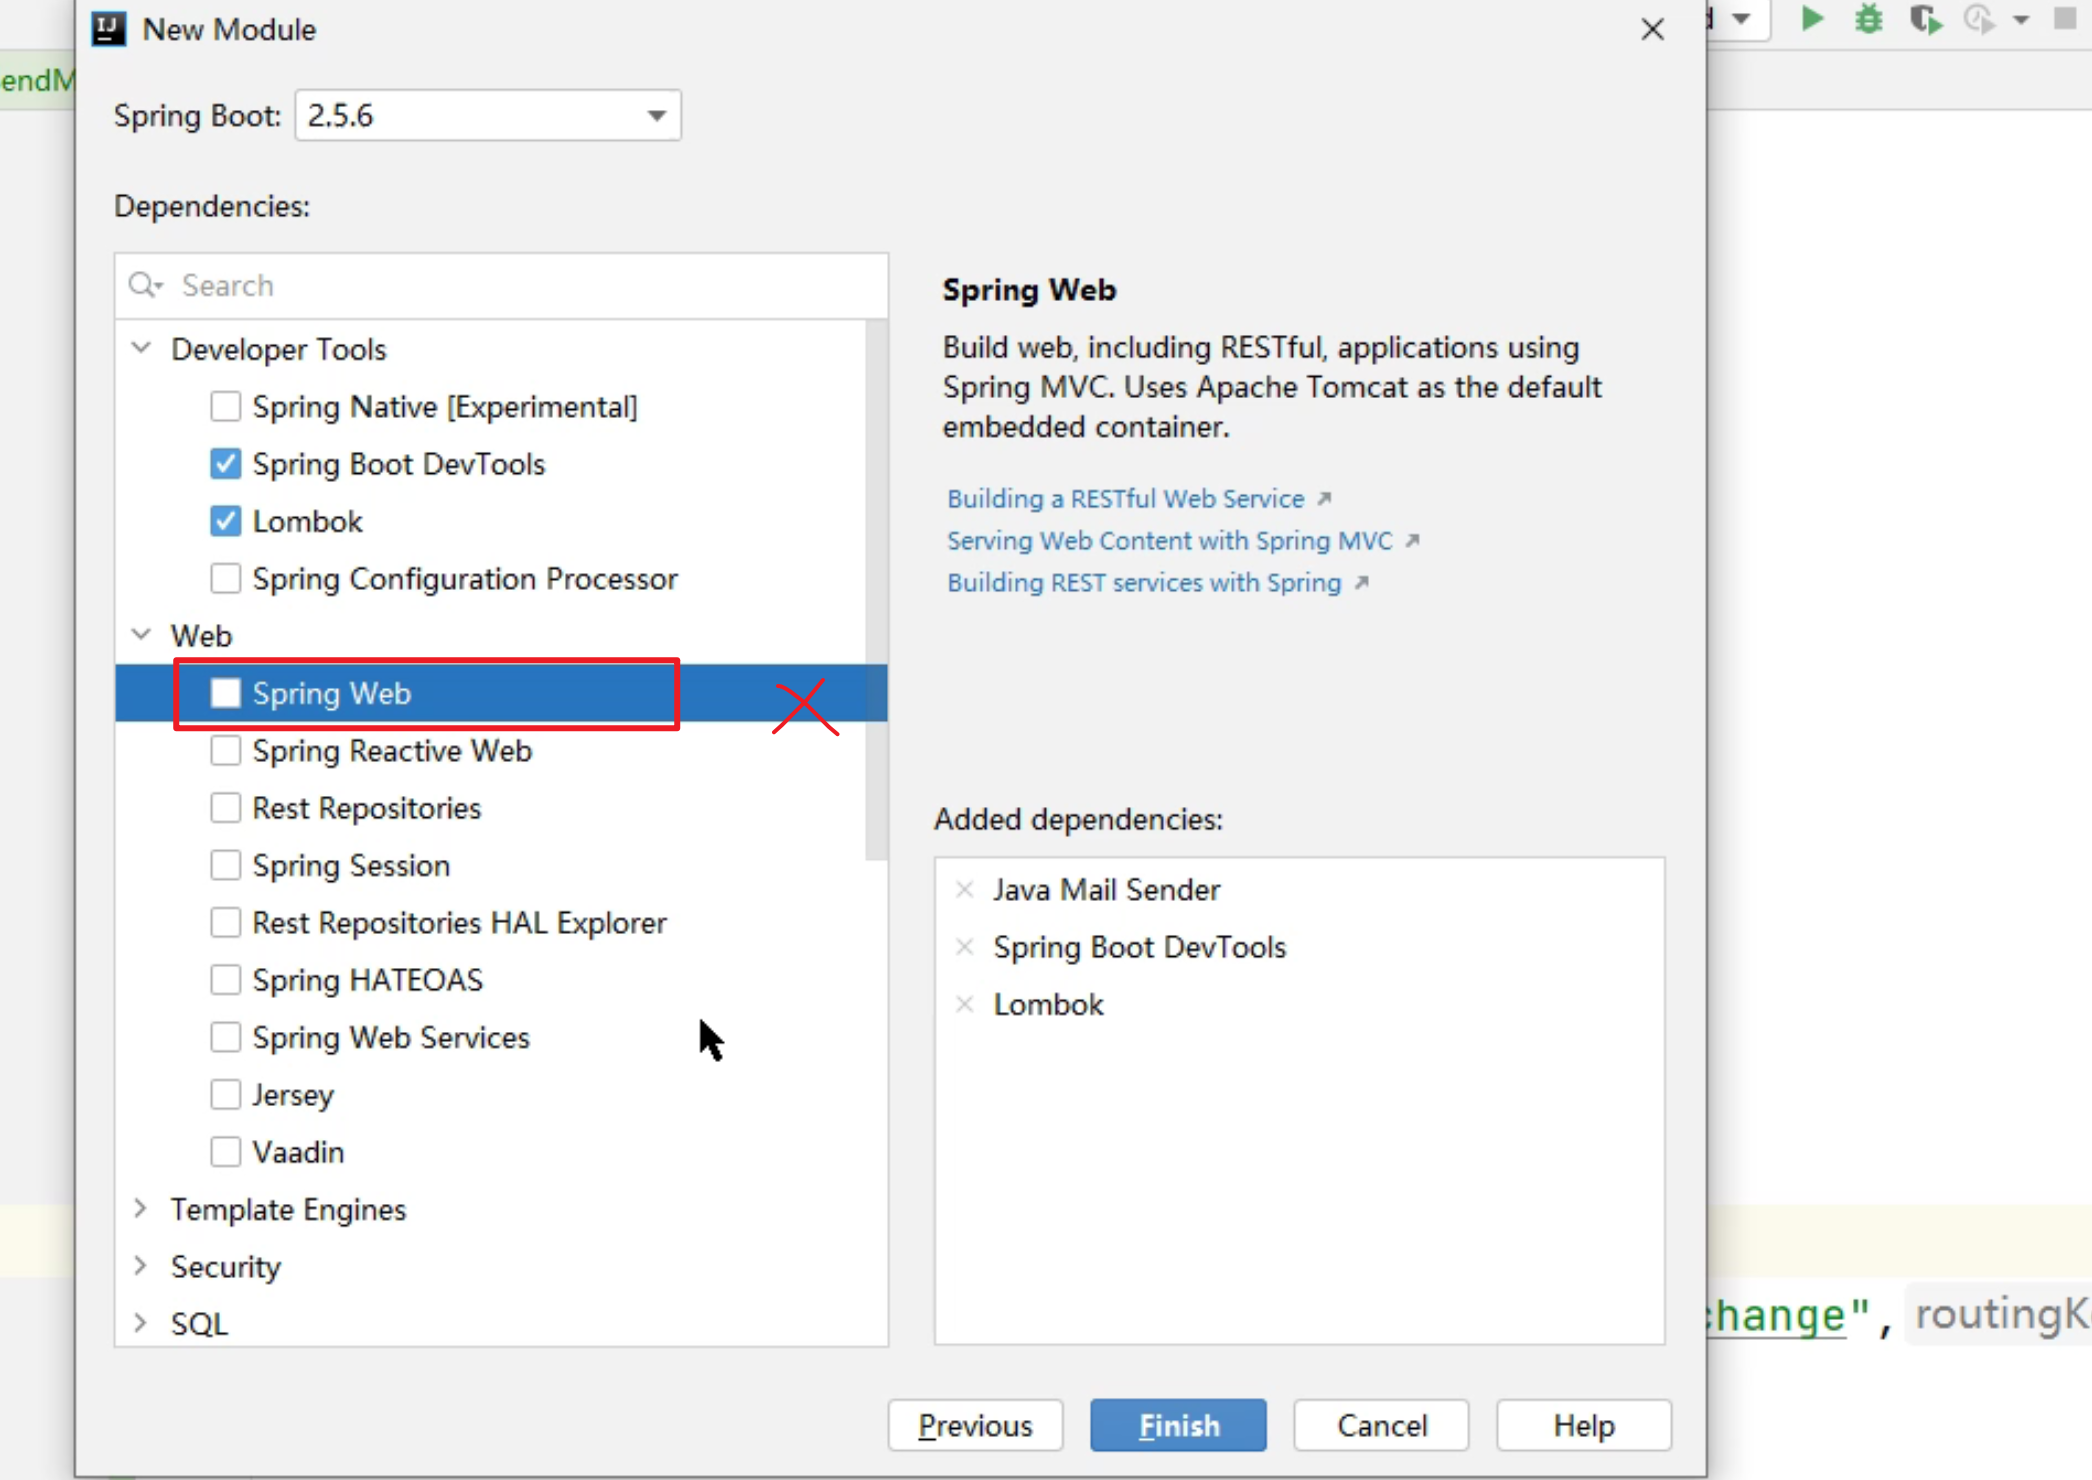 New Module
endM
Spring Boot: 2.5.6
Dependencies:
Search
Developer Tools
Spring Native [Experimental]
Spring Boot DevTools
Lombok
Spring Configuration Processor
Web
Spring Web
Spring Reactive Web
Rest Repositories
Spring Session
Rest Repositories HAL Explorer
Spring HATEOAS
Spring Web Services
Jersey
Vaadin
Template Engines
Security
SQL
Spring Web
Build web, including RESTful, applications using
Spring MVC. Uses Apache Tomcat as the default
embedded container.
Building a RESTful Web Service
Serving Web Content with Spring MVC
Building REST services with Spring
Added dependencies:
Java Mail Sender
Spring Boot DevTools
Lombok
change", routingK
Previous Finish Cancel Help